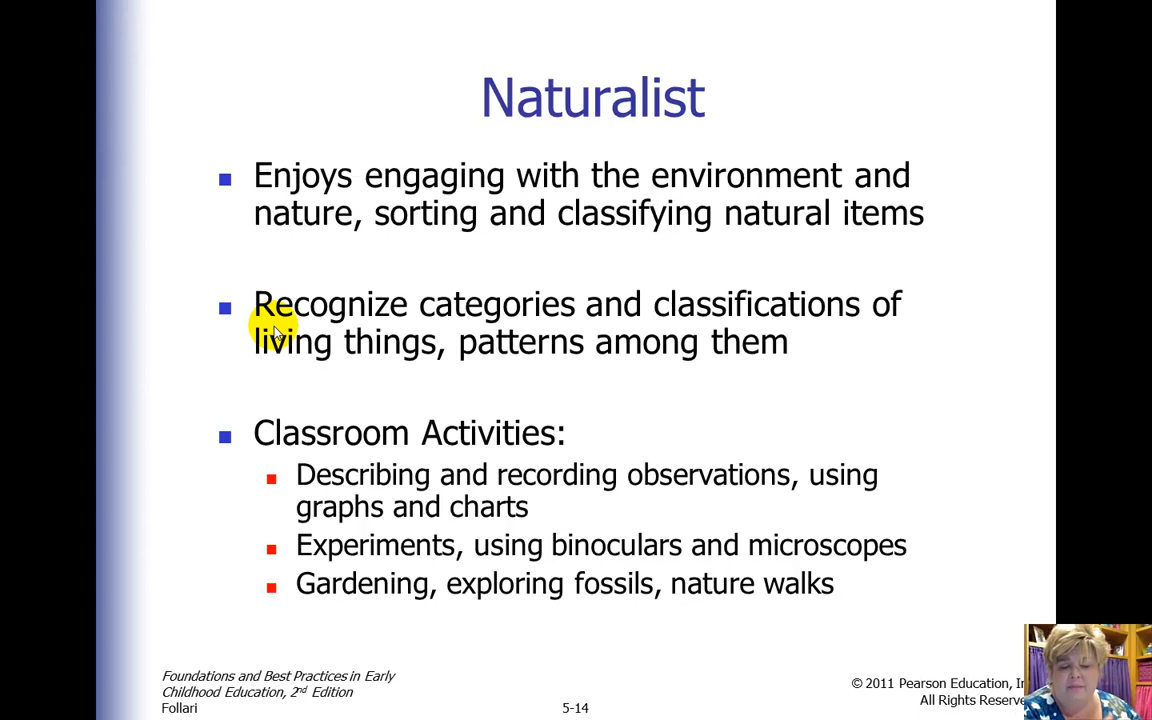 Naturalist
Enjoys engaging with the environment and
nature, sorting and classifying natural items
Recognize categories and classifications of
living things, patterns among them
Classroom Activities:
Describing and recording observations, using
graphs and charts
Experiments, using binoculars and microscopes
Gardening, exploring fossils, nature walks
Foundations and Best Practices in Early
Childhood Education, 2nd Edition
Follari
5-14
© 2011 Pearson Education, In
All Rights Reserve